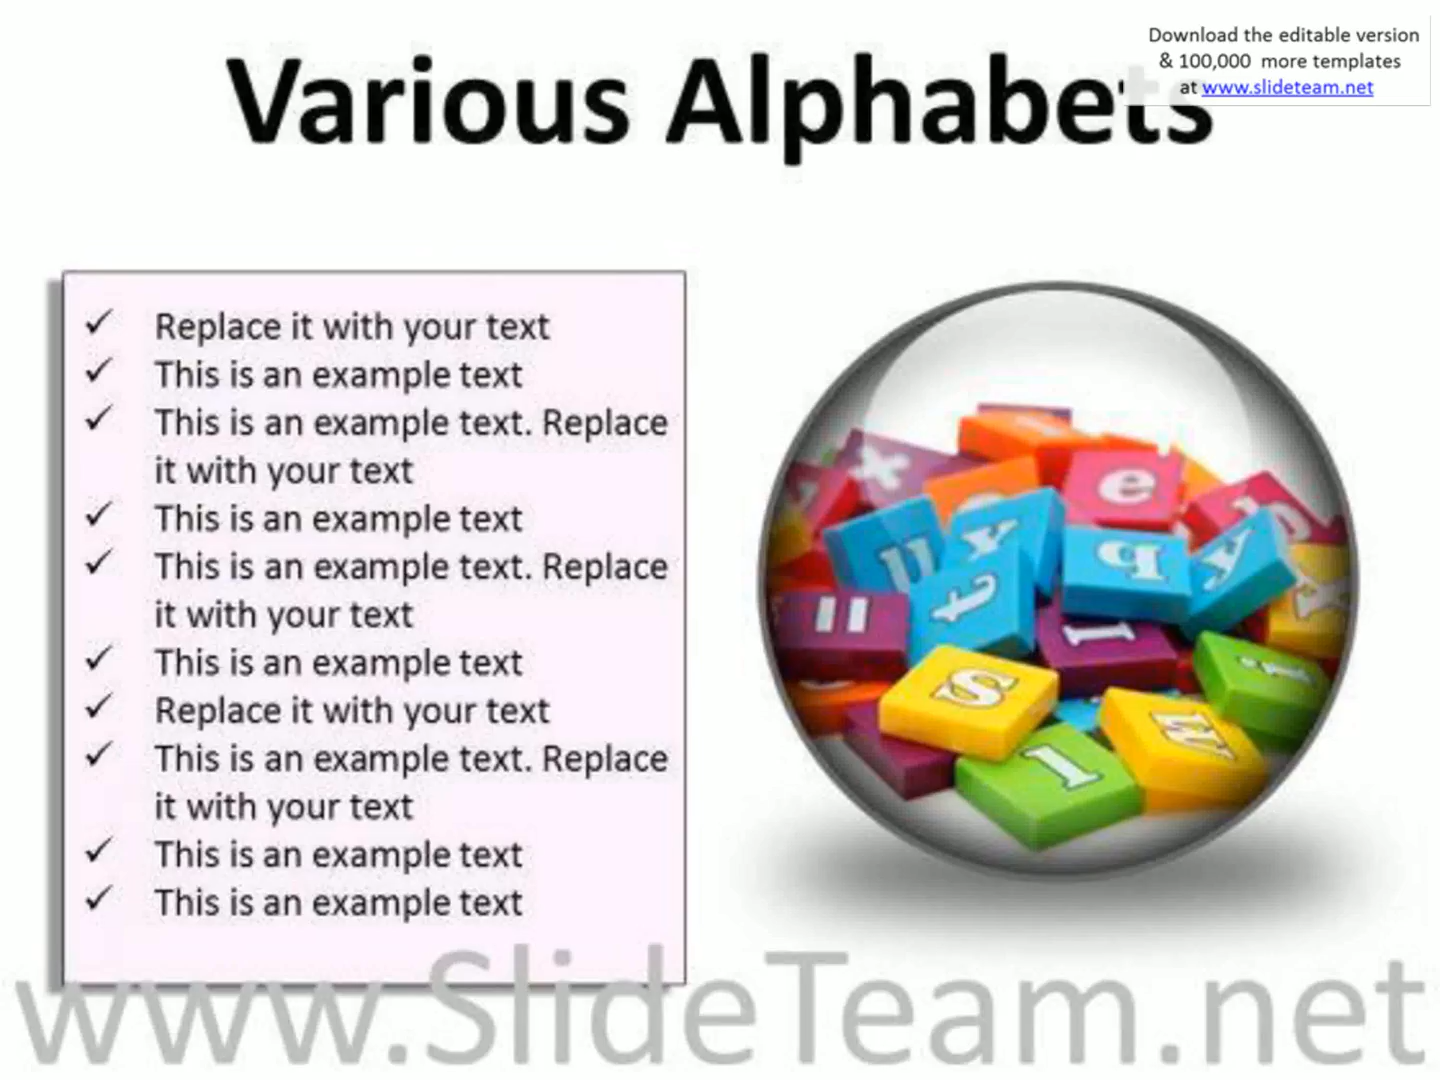 Download the editable version
& 100,000 more templates
at www.slideteam.net
Various Alphabets
✓ Replace it with your text
✓ This is an example text
✓ This is an example text. Replace
it with your text
✓ This is an example text
✓ This is an example text. Replace
it with your text
✓ This is an example text
✓ Replace it with your text
✓ This is an example text. Replace
it with your text
✓ This is an example text
✓ This is an example text
x
e
u
q
y
t
=
s
w
l
i
www.SlideTeam.net